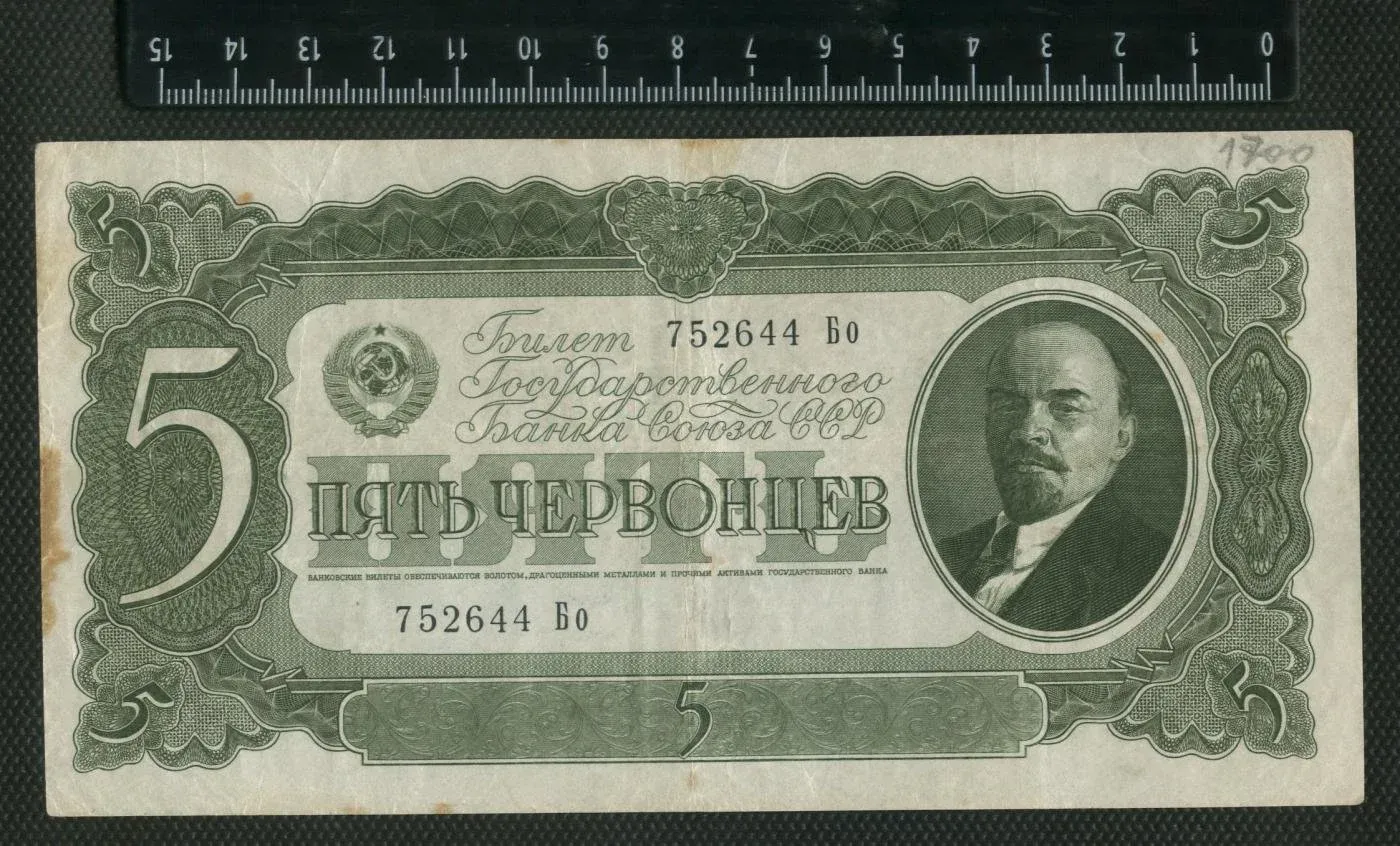 15 14 13 12 11 10 9 8 7 6 5 4 3 2 1 0
1700
5 5
Билет 752644 Бо
Государственного
Банка Союза ССР
5
ПЯТЬ
ПЯТЬ ЧЕРВОНЦЕВ
БАНКОВСКИЕ БИЛЕТЫ ОБЕСПЕЧИВАЮТСЯ ЗОЛОТОМ, ДРАГОЦЕННЫМИ МЕТАЛЛАМИ И ПРОЧИМИ АКТИВАМИ ГОСУДАРСТВЕННОГО БАНКА
752644 Бо
5 5 5